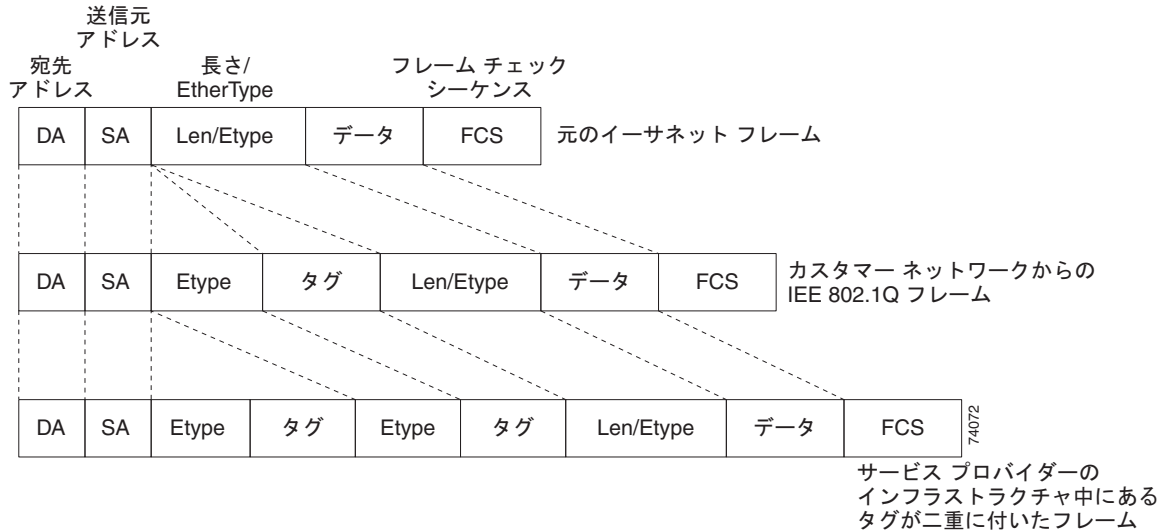 送信元
アドレス
宛先
アドレス
長さ/
EtherType
フレーム チェック
シーケンス
DA SA Len/Etype データ FCS 元のイーサネット フレーム
DA SA Etype タグ Len/Etype データ FCS カスタマー ネットワークからの
IEE 802.1Q フレーム
DA SA Etype タグ Etype タグ Len/Etype データ FCS 74072
サービス プロバイダーの
インフラストラクチャ中にある
タグが二重に付いたフレーム